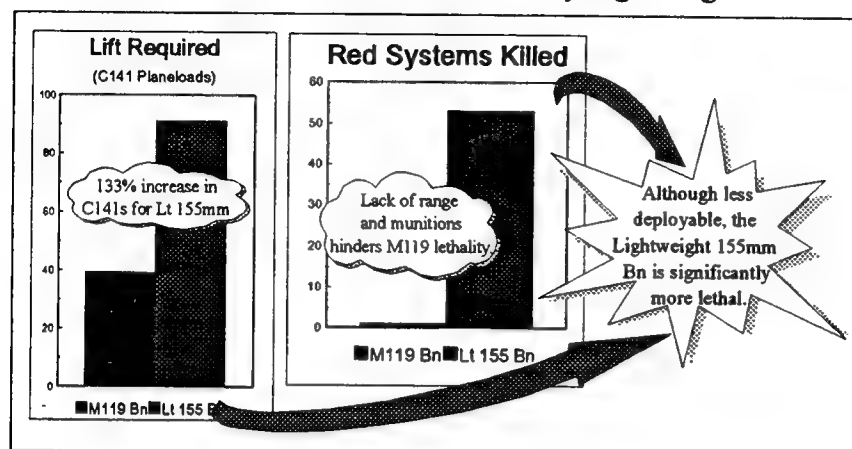 Lift Required
(C141 Planeloads)
100
80
60
40
20
0
133% increase in
C141s for Lt 155mm
M119 Bn Lt 155 B
Red Systems Killed
60
50
40
30
20
10
0
Lack of range
and munitions
hinders M119 lethality
M119 Bn Lt 155 Bn
Although less
deployable, the
Lightweight 155mm
Bn is significantly
more lethal.